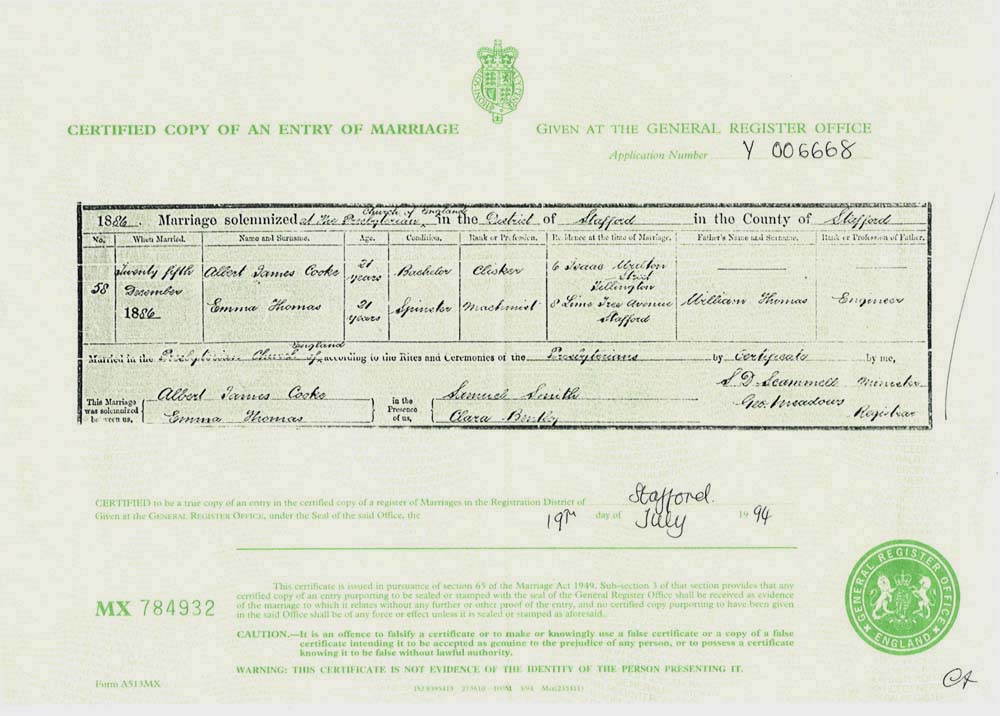 CERTIFIED COPY OF AN ENTRY OF MARRIAGE
GIVEN AT THE GENERAL REGISTER OFFICE
Application Number Y 006668
Church of England
1886. Marriage solemnized at The Presbyterian in the District of Stafford in the County of Stafford
No. When Married. Name and Surname. Age. Condition. Rank or Profession. Residence at the time of Marriage. Father's Name and Surname. Rank or Profession of Father.
58 Twenty fifth December 1886
Albert James Cooke 21 years Bachelor Clicker 6 Isaac Walton Street Tillington
Emma Thomas 21 years Spinster Machinist 8 Lime Tree Avenue Stafford William Thomas Engineer
England
Married in the Presbyterian Church of according to the Rites and Ceremonies of the Presbyterians by Certificate by me,
This Marriage was solemnized between us, Albert James Cooke
Emma Thomas
in the Presence of us, Samuel Smith
Clara
S. D. Scammell Minister
Geo. Meadows Registrar
CERTIFIED to be a true copy of an entry in the certified copy of a register of Marriages in the Registration District of Stafford.
Given at the GENERAL REGISTER OFFICE, under the Seal of the said Office, the 19th day of July 1994
MX 784932
This certificate is issued in pursuance of section 65 of the Marriage Act 1949. Sub-section 3 of that section provides that any
certified copy of an entry purporting to be sealed or stamped with the seal of the General Register Office shall be received as evidence
of the marriage to which it relates without any further or other proof of the entry, and no certified copy purporting to have been given
in the said Office shall be of any force or effect unless it is sealed or stamped as aforesaid.
CAUTION.—It is an offence to falsify a certificate or to make or knowingly use a false certificate or a copy of a false
certificate intending it to be accepted as genuine to the prejudice of any person, or to possess a certificate
knowing it to be false without lawful authority.
WARNING: THIS CERTIFICATE IS NOT EVIDENCE OF THE IDENTITY OF THE PERSON PRESENTING IT.
GENERAL REGISTER OFFICE
ENGLAND
Form A513MX